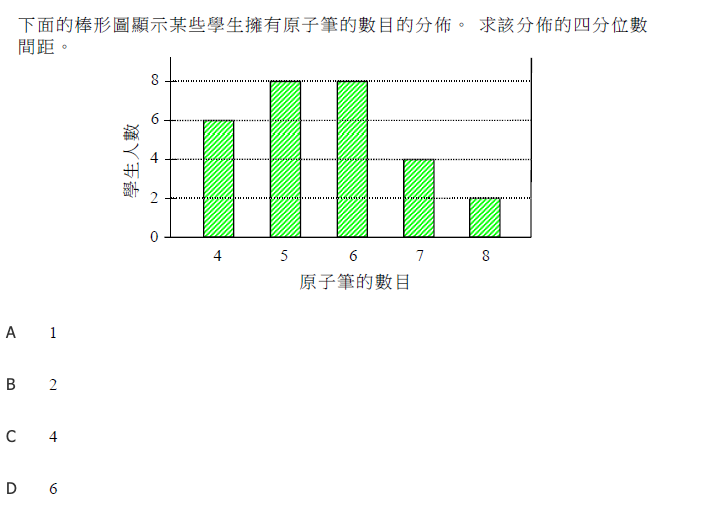 下面的棒形圖顯示某些學生擁有原子筆的數目的分佈。 求該分佈的四分位數
間距。
學生人數
8
6
4
2
0
4 5 6 7 8
原子筆的數目
A 1
B 2
C 4
D 6